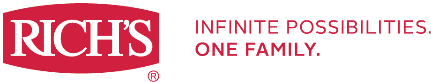 RICH'S®
INFINITE POSSIBILITIES.
ONE FAMILY.